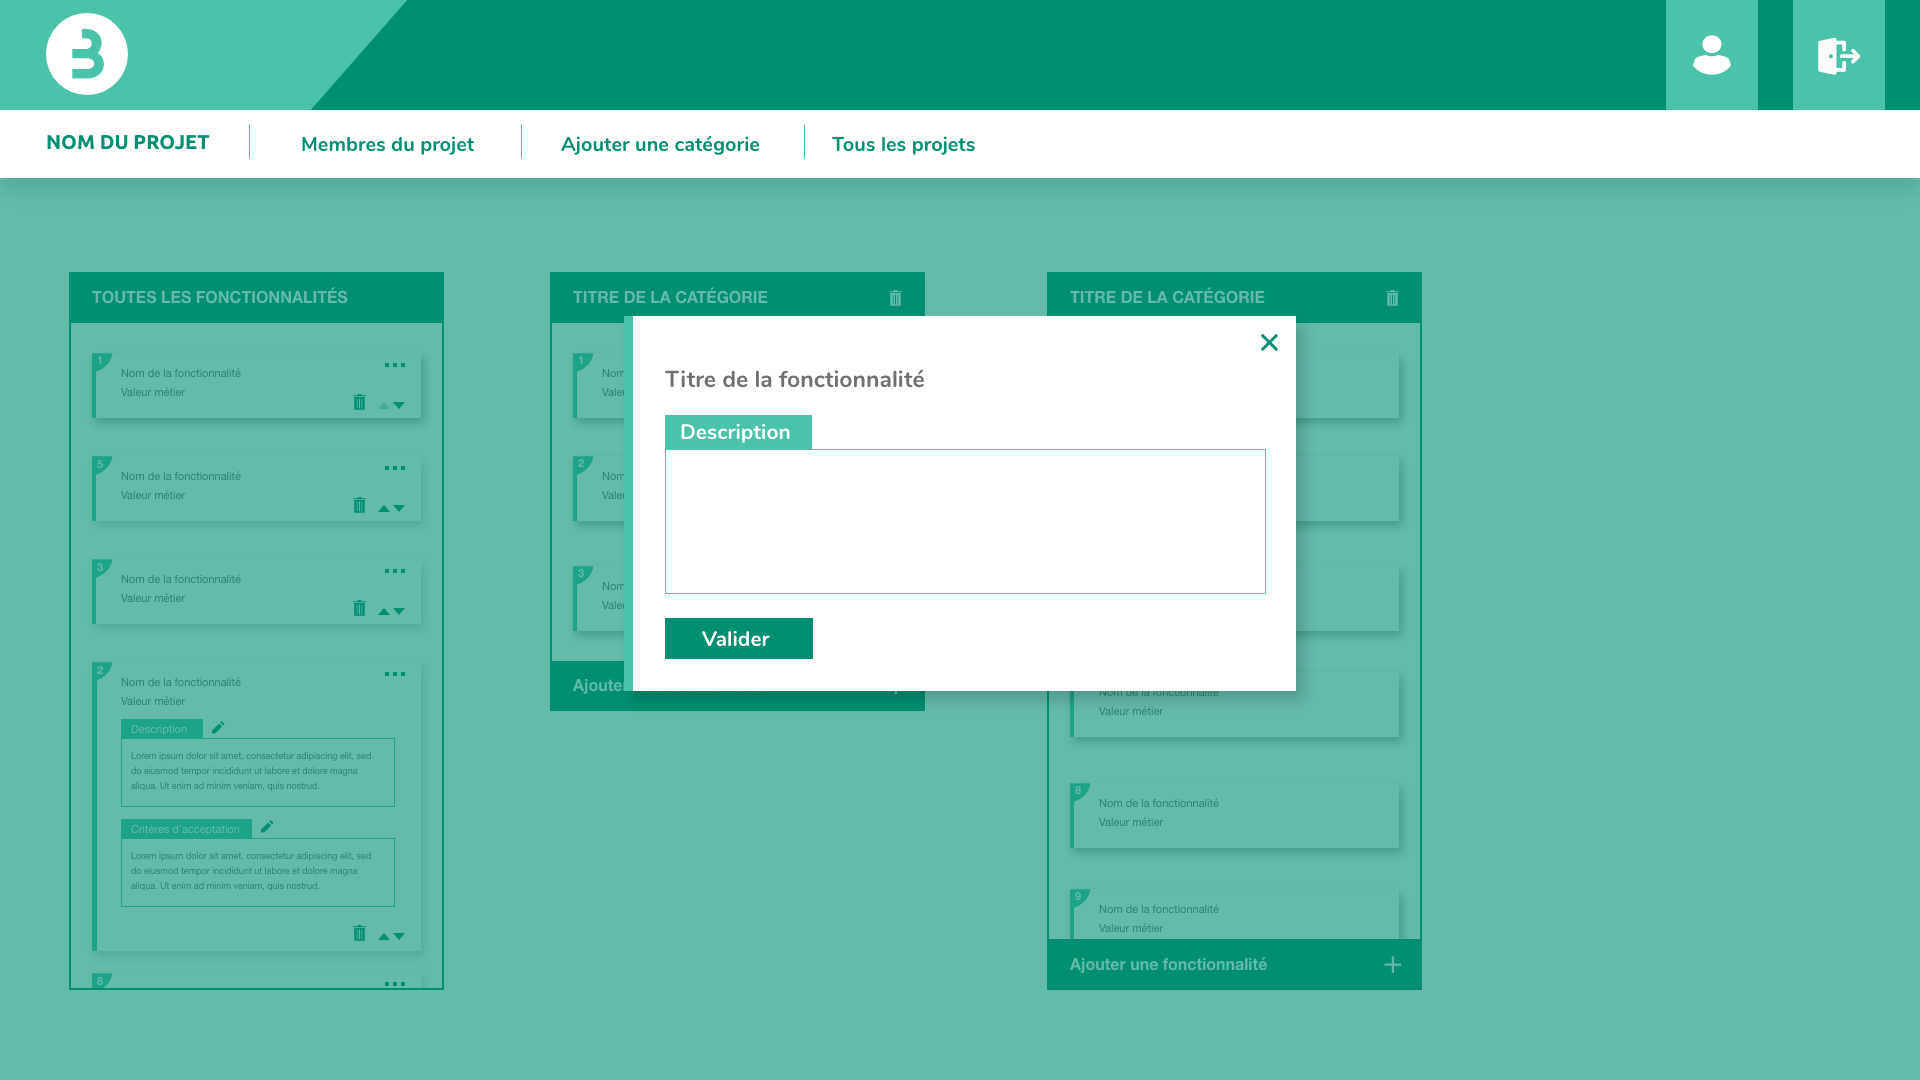 B
NOM DU PROJET
Membres du projet
Ajouter une catégorie
Tous les projets
TOUTES LES FONCTIONNALITÉS
1
Nom de la fonctionnalité
Valeur métier
5
Nom de la fonctionnalité
Valeur métier
3
Nom de la fonctionnalité
Valeur métier
2
Nom de la fonctionnalité
Valeur métier
Description
Lorem ipsum dolor sit amet, consectetur adipiscing elit, sed
do eiusmod tempor incididunt ut labore et dolore magna
aliqua. Ut enim ad minim veniam, quis nostrud.
Critères d'acceptation
Lorem ipsum dolor sit amet, consectetur adipiscing elit, sed
do eiusmod tempor incididunt ut labore et dolore magna
aliqua. Ut enim ad minim veniam, quis nostrud.
8
TITRE DE LA CATÉGORIE
1
Nom
Vale
2
Nom
Vale
3
Nom
Vale
Ajouter
Titre de la fonctionnalité
Description
Valider
TITRE DE LA CATÉGORIE
Nom de la fonctionnalité
Valeur métier
8
Nom de la fonctionnalité
Valeur métier
9
Nom de la fonctionnalité
Valeur métier
Ajouter une fonctionnalité